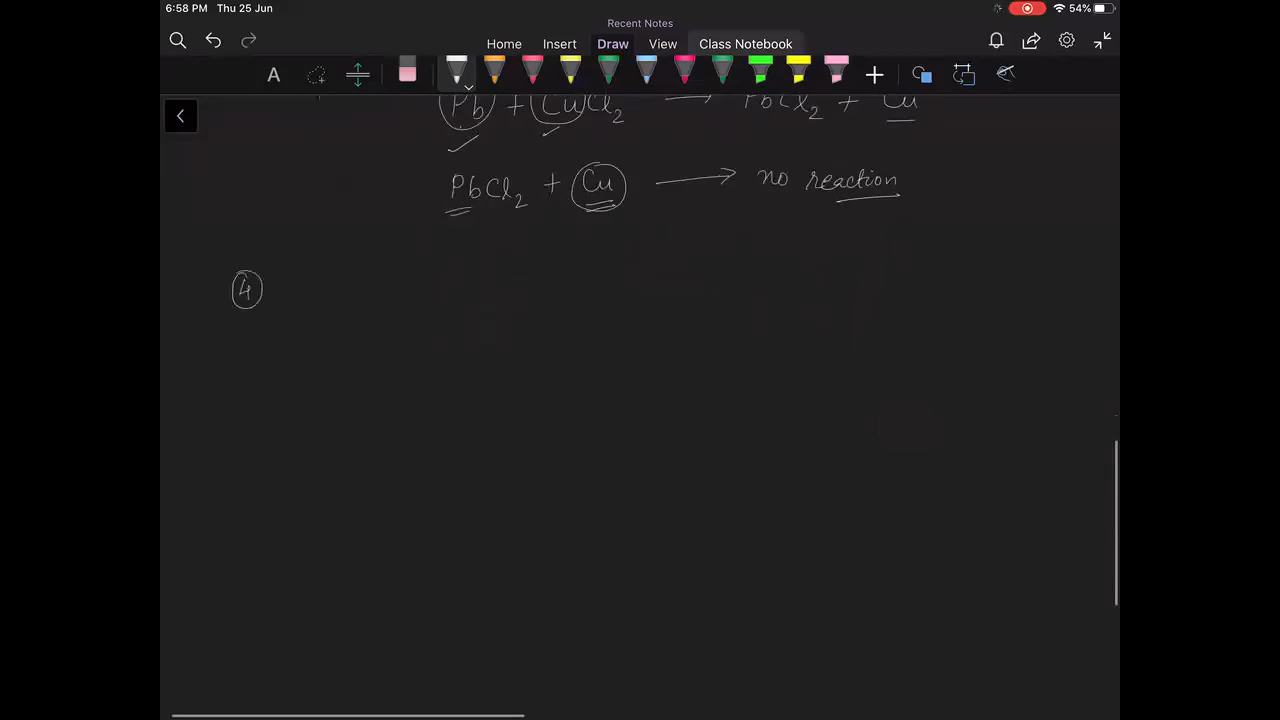 6:58 PM Thu 25 Jun
54%
Recent Notes
Home Insert Draw View Class Notebook
A
Pb + CuCl₂ → PbCl₂ + Cu
PbCl₂ + Cu → no reaction
4